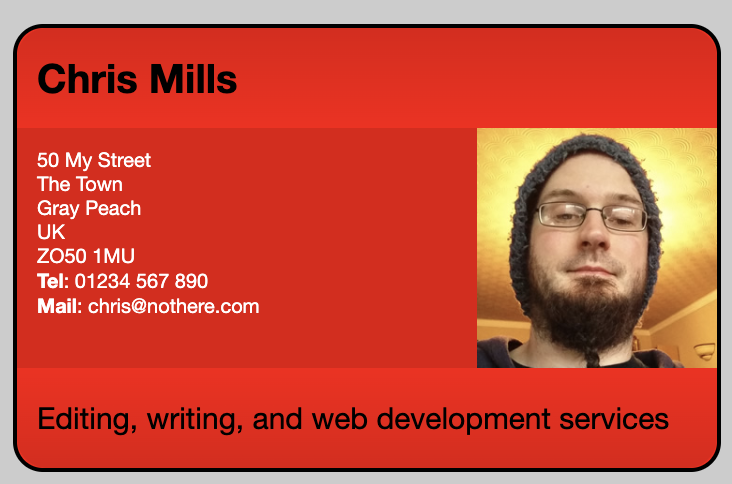 Chris Mills
50 My Street
The Town
Gray Peach
UK
ZO50 1MU
Tel: 01234 567 890
Mail: chris@nothere.com
Editing, writing, and web development services